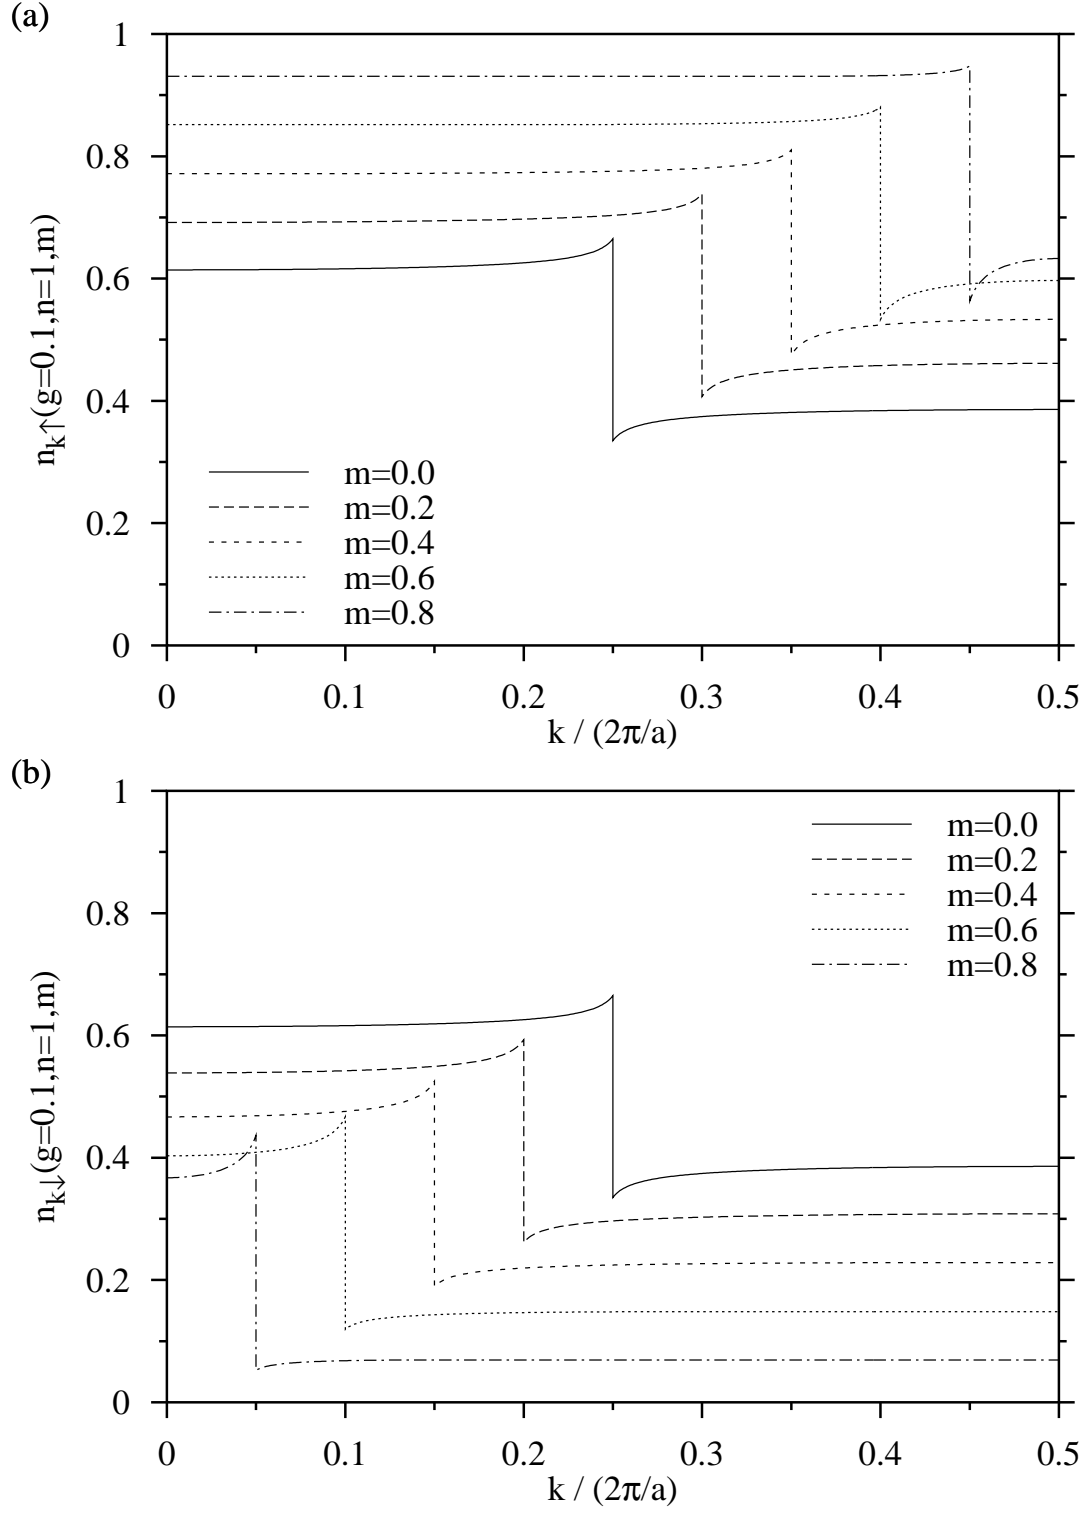 (a)
1
0.8
0.6
0.4
0.2
0
n_k↑(g=0.1,n=1,m)
m=0.0
m=0.2
m=0.4
m=0.6
m=0.8
0 0.1 0.2 0.3 0.4 0.5
k / (2π/a)
(b)
1
0.8
0.6
0.4
0.2
0
n_k↓(g=0.1,n=1,m)
m=0.0
m=0.2
m=0.4
m=0.6
m=0.8
0 0.1 0.2 0.3 0.4 0.5
k / (2π/a)